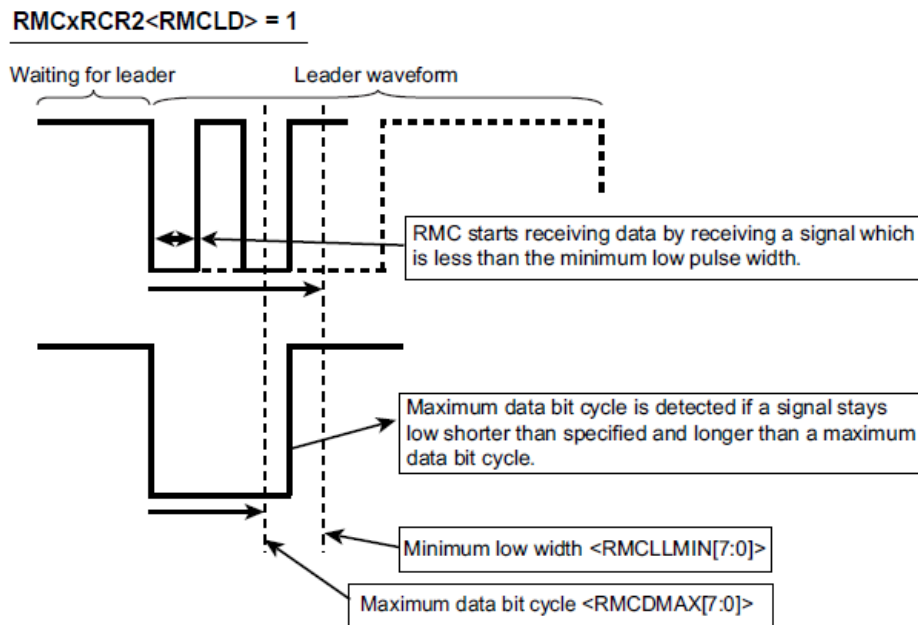 RMCxRCR2<RMCLD> = 1
Waiting for leader
Leader waveform
RMC starts receiving data by receiving a signal which
is less than the minimum low pulse width.
Maximum data bit cycle is detected if a signal stays
low shorter than specified and longer than a maximum
data bit cycle.
Minimum low width <RMCLLMIN[7:0]>
Maximum data bit cycle <RMCDMAX[7:0]>